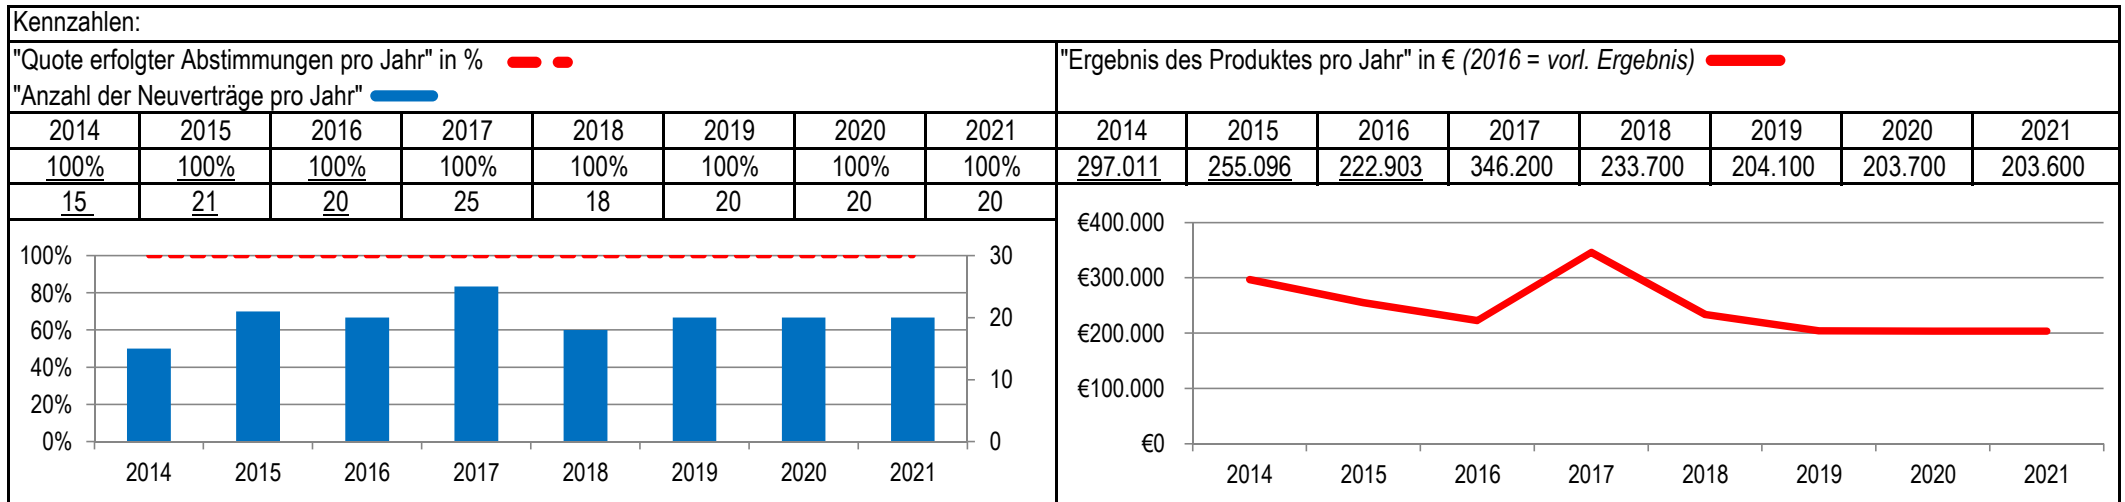 Kennzahlen:
"Quote erfolgter Abstimmungen pro Jahr" in %
"Anzahl der Neuverträge pro Jahr"
2014 2015 2016 2017 2018 2019 2020 2021
100% 100% 100% 100% 100% 100% 100% 100%
15 21 20 25 18 20 20 20
100%
80%
60%
40%
20%
0%
30
20
10
0
2014 2015 2016 2017 2018 2019 2020 2021
"Ergebnis des Produktes pro Jahr" in € (2016 = vorl. Ergebnis)
2014 2015 2016 2017 2018 2019 2020 2021
297.011 255.096 222.903 346.200 233.700 204.100 203.700 203.600
€400.000
€300.000
€200.000
€100.000
€0
2014 2015 2016 2017 2018 2019 2020 2021